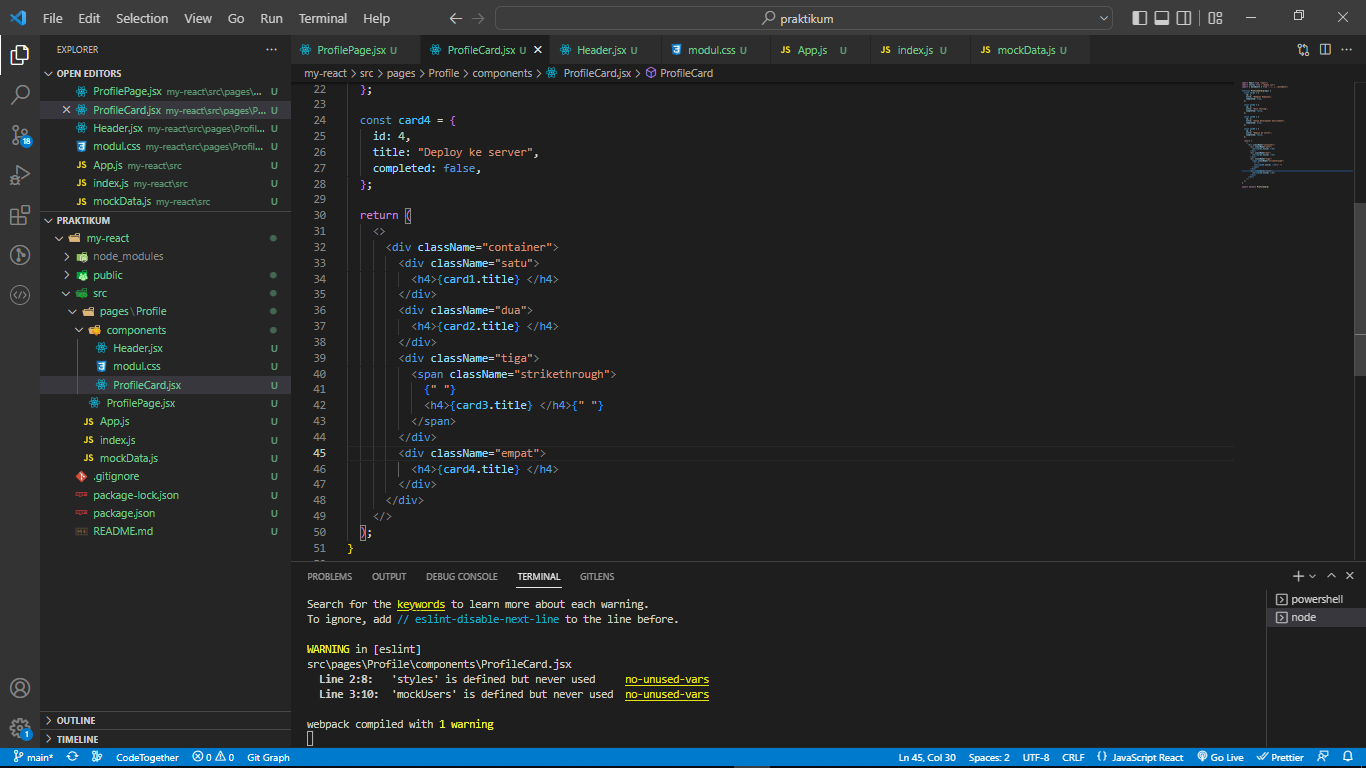 File Edit Selection View Go Run Terminal Help
praktikum
EXPLORER
ProfilePage.jsx U
ProfileCard.jsx U
Header.jsx U
modul.css U
App.js U
index.js U
mockData.js U
my-react > src > pages > Profile > components > ProfileCard.jsx > ProfileCard
OPEN EDITORS
ProfilePage.jsx my-react\src\pages\... U
ProfileCard.jsx my-react\src\pages\P... U
Header.jsx my-react\src\pages\Profil... U
modul.css my-react\src\pages\Profil... U
App.js my-react\src U
index.js my-react\src U
mockData.js my-react\src U
PRAKTIKUM
my-react
node_modules
public
src
pages \ Profile
components
Header.jsx U
modul.css U
ProfileCard.jsx U
ProfilePage.jsx U
App.js U
index.js U
mockData.js U
.gitignore U
package-lock.json U
package.json U
README.md U
OUTLINE
TIMELINE
18
1
22 };
23
24 const card4 = {
25 id: 4,
26 title: "Deploy ke server",
27 completed: false,
28 };
29
30 return (
31 <>
32 <div className="container">
33 <div className="satu">
34 <h4>{card1.title} </h4>
35 </div>
36 <div className="dua">
37 <h4>{card2.title} </h4>
38 </div>
39 <div className="tiga">
40 <span className="strikethrough">
41 {" "}
42 <h4>{card3.title} </h4>{" "}
43 </span>
44 </div>
45 <div className="empat">
46 <h4>{card4.title} </h4>
47 </div>
48 </div>
49 </>
50 );
51 }
PROBLEMS OUTPUT DEBUG CONSOLE TERMINAL GITLENS
Search for the keywords to learn more about each warning.
To ignore, add // eslint-disable-next-line to the line before.
WARNING in [eslint]
src\pages\Profile\components\ProfileCard.jsx
Line 2:8: 'styles' is defined but never used no-unused-vars
Line 3:10: 'mockUsers' is defined but never used no-unused-vars
webpack compiled with 1 warning
powershell
node
main* CodeTogether 0 0 Git Graph
Ln 45, Col 30 Spaces: 2 UTF-8 CRLF {} JavaScript React Go Live Prettier